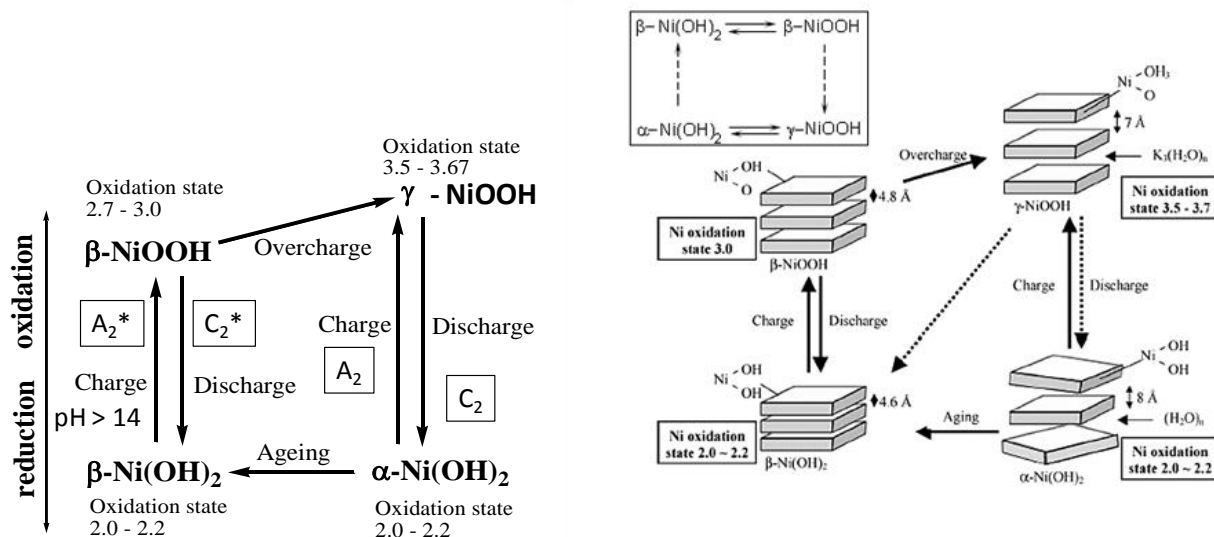 Oxidation state
3.5 - 3.67
γ - NiOOH
Oxidation state
2.7 - 3.0
β-NiOOH
Overcharge
oxidation
reduction
A₂*
C₂*
Charge
Discharge
pH > 14
Charge
Discharge
A₂
C₂
Ageing
β-Ni(OH)₂
α-Ni(OH)₂
Oxidation state
2.0 - 2.2
Oxidation state
2.0 - 2.2
β-Ni(OH)₂
β-NiOOH
α-Ni(OH)₂
γ-NiOOH
Ni
OH₃
O
7 Å
K₃(H₂O)ₙ
γ-NiOOH
Ni oxidation
state 3.5 - 3.7
Overcharge
Ni
OH
O
4.8 Å
Ni oxidation
state 3.0
β-NiOOH
Charge
Discharge
Charge
Discharge
Ni
OH
OH
4.6 Å
Ni oxidation
state 2.0 ~ 2.2
β-Ni(OH)₂
Aging
Ni
OH
OH
8 Å
(H₂O)ₙ
Ni oxidation
state 2.0 ~ 2.2
α-Ni(OH)₂